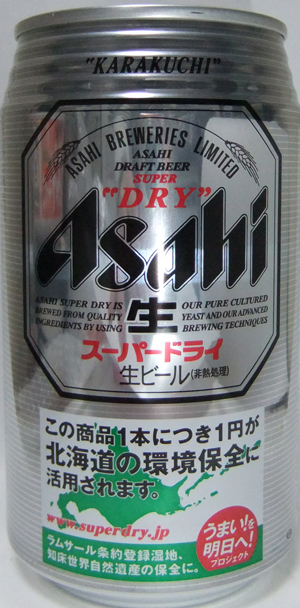 "KARAKUCHI"
ASAHI BREWERIES LIMITED
ASAHI
DRAFT BEER
SUPER
"DRY"
Asahi
ASAHI SUPER DRY IS
BREWED FROM QUALITY
INGREDIENTS BY USING
生
OUR PURE CULTURED
YEAST AND OUR ADVANCED
BREWING TECHNIQUES
スーパードライ
生ビール(非熱処理)
この商品1本につき1円が
北海道の環境保全に
活用されます。
www.superdry.jp
ラムサール条約登録湿地、
知床世界自然遺産の保全に。
うまい!を
明日へ!
プロジェクト